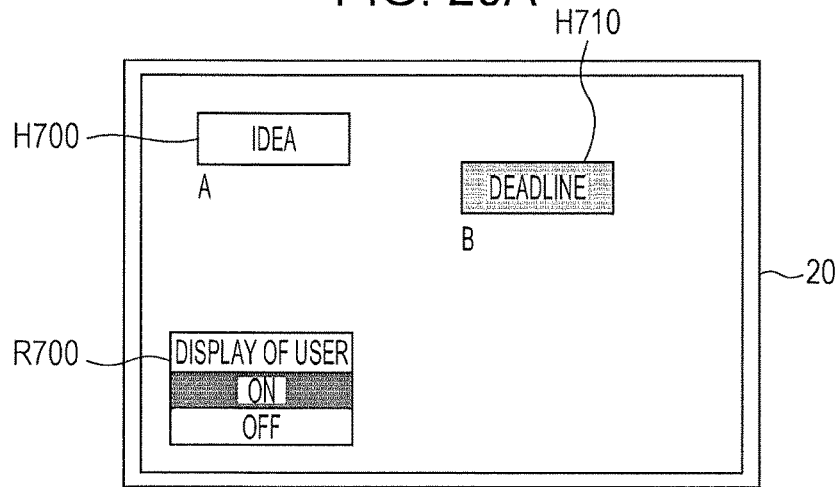 H710
H700
IDEA
A
DEADLINE
B
20
R700
DISPLAY OF USER
ON
OFF